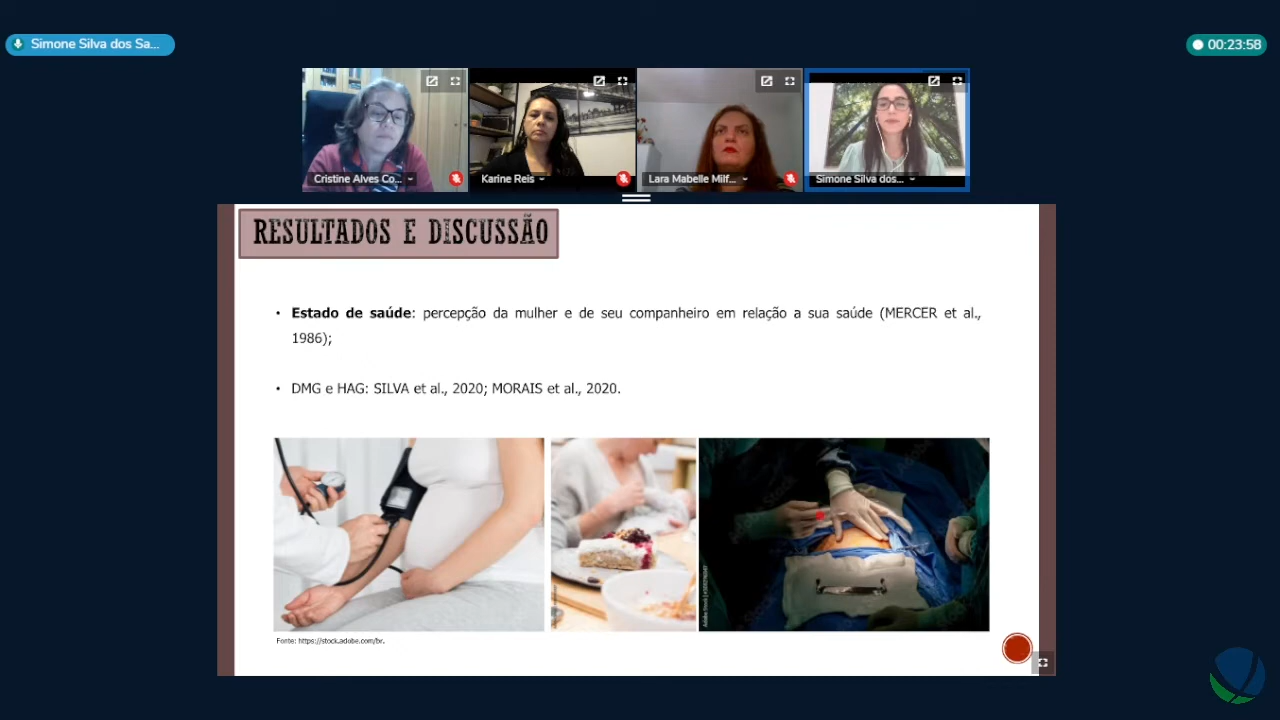 Simone Silva dos Sa...
00:23:58
Cristine Alves Co...
Karine Reis
Lara Mabelle Milf...
Simone Silva dos...
RESULTADOS E DISCUSSÃO
• Estado de saúde: percepção da mulher e de seu companheiro em relação a sua saúde (MERCER et al.,
1986);
• DMG e HAG: SILVA et al., 2020; MORAIS et al., 2020.
Fonte: https://stock.adobe.com/br.